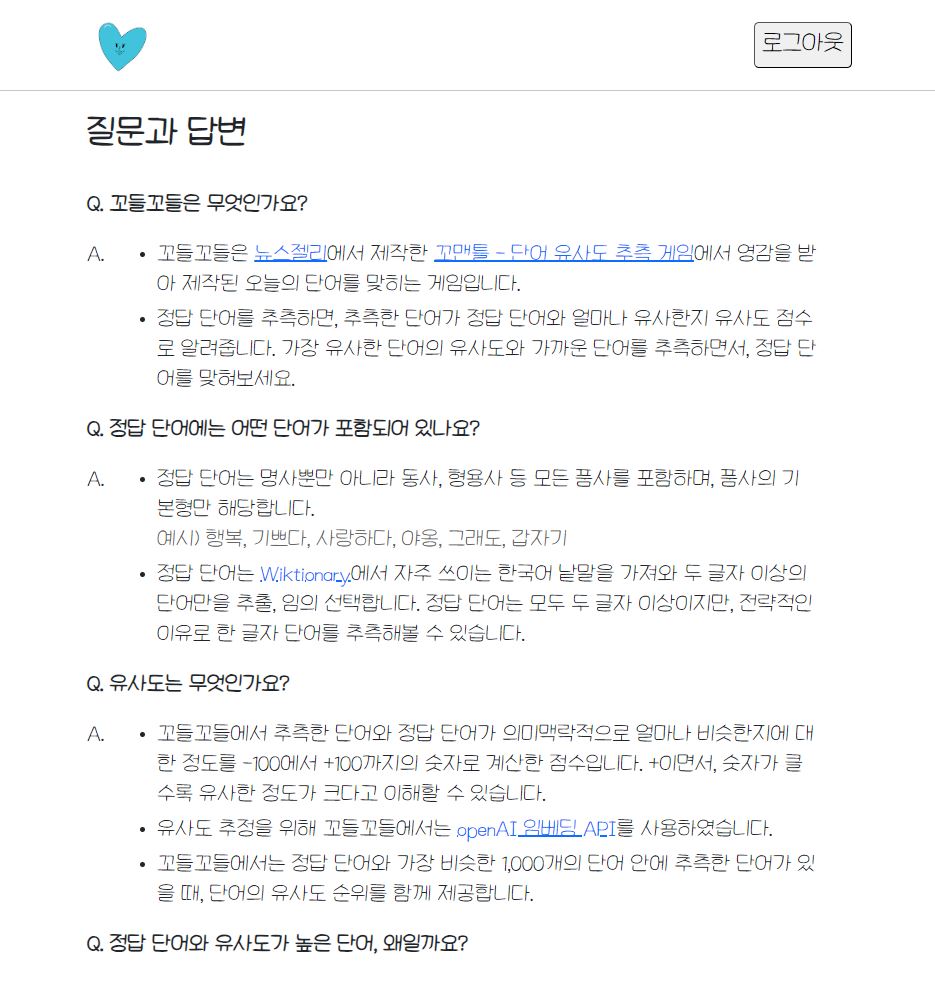 로그아웃
질문과 답변
Q. 꼬들꼬들은 무엇인가요?
A. • 꼬들꼬들은 뉴스젤리에서 제작한 꼬맨틀 - 단어 유사도 추측 게임에서 영감을 받
아 제작된 오늘의 단어를 맞히는 게임입니다.
• 정답 단어를 추측하면, 추측한 단어가 정답 단어와 얼마나 유사한지 유사도 점수
로 알려줍니다. 가장 유사한 단어의 유사도와 가까운 단어를 추측하면서, 정답 단
어를 맞혀보세요.
Q. 정답 단어에는 어떤 단어가 포함되어 있나요?
A. • 정답 단어는 명사뿐만 아니라 동사, 형용사 등 모든 품사를 포함하며, 품사의 기
본형만 해당합니다.
예시) 행복, 기쁘다, 사랑하다, 야옹, 그래도, 갑자기
• 정답 단어는 Wiktionary에서 자주 쓰이는 한국어 낱말을 가져와 두 글자 이상의
단어만을 추출, 임의 선택합니다. 정답 단어는 모두 두 글자 이상이지만, 전략적인
이유로 한 글자 단어를 추측해볼 수 있습니다.
Q. 유사도는 무엇인가요?
A. • 꼬들꼬들에서 추측한 단어와 정답 단어가 의미맥락적으로 얼마나 비슷한지에 대
한 정도를 -100에서 +100까지의 숫자로 계산한 점수입니다. +이면서, 숫자가 클
수록 유사한 정도가 크다고 이해할 수 있습니다.
• 유사도 추정을 위해 꼬들꼬들에서는 openAI 임베딩 API를 사용하였습니다.
• 꼬들꼬들에서는 정답 단어와 가장 비슷한 1,000개의 단어 안에 추측한 단어가 있
을 때, 단어의 유사도 순위를 함께 제공합니다.
Q. 정답 단어와 유사도가 높은 단어, 왜일까요?